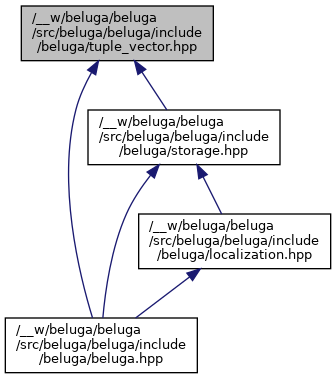 /__w/beluga/beluga
/src/beluga/beluga/include
/beluga/tuple_vector.hpp
/__w/beluga/beluga
/src/beluga/beluga/include
/beluga/storage.hpp
/__w/beluga/beluga
/src/beluga/beluga/include
/beluga/localization.hpp
/__w/beluga/beluga
/src/beluga/beluga/include
/beluga/beluga.hpp